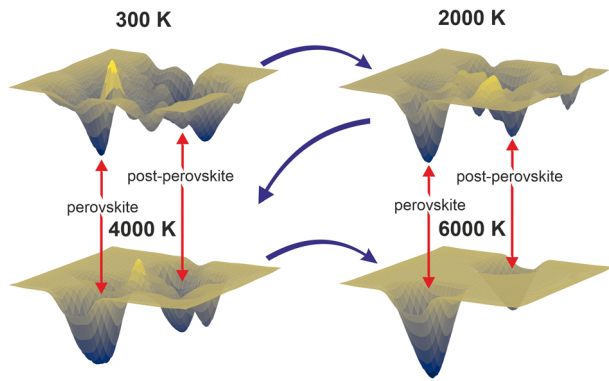 300 K
2000 K
post-perovskite
post-perovskite
perovskite
perovskite
4000 K
6000 K